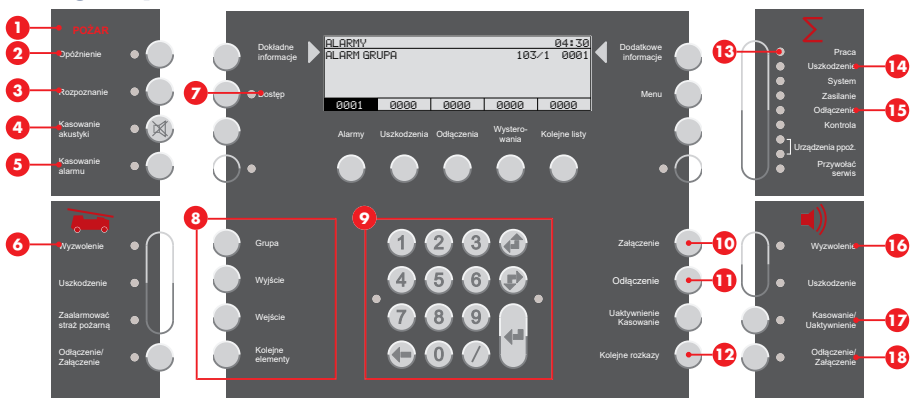 1
POŻAR
2
Opóźnienie
3
Rozpoznanie
4
Kasowanie
akustyki
5
Kasowanie
alarmu
6
Wyzwolenie
Uszkodzenie
Zaalarmować
straż pożarną
Odłączenie/
Załączenie
Dokładne
informacje
7
Dostęp
ALARMY 04:30
ALARM GRUPA 103/1 0001
0001 0000 0000 0000 0000
Alarmy
Uszkodzenia
Odłączenia
Wystero-
wania
Kolejne listy
Dodatkowe
informacje
Menu
8
Grupa
Wyjście
Wejście
Kolejne
elementy
9
1 2 3
4 5 6
7 8 9
0 /
Załączenie
10
Odłączenie
11
Uaktywnienie
Kasowanie
Kolejne rozkazy
12
Σ
13
Praca
Uszkodzenie
14
System
Zasilanie
Odłączenie
15
Kontrola
Urządzenia ppoż.
Przywołać
serwis
Wyzwolenie
16
Uszkodzenie
Kasowanie/
Uaktywnienie
17
Odłączenie/
Załączenie
18